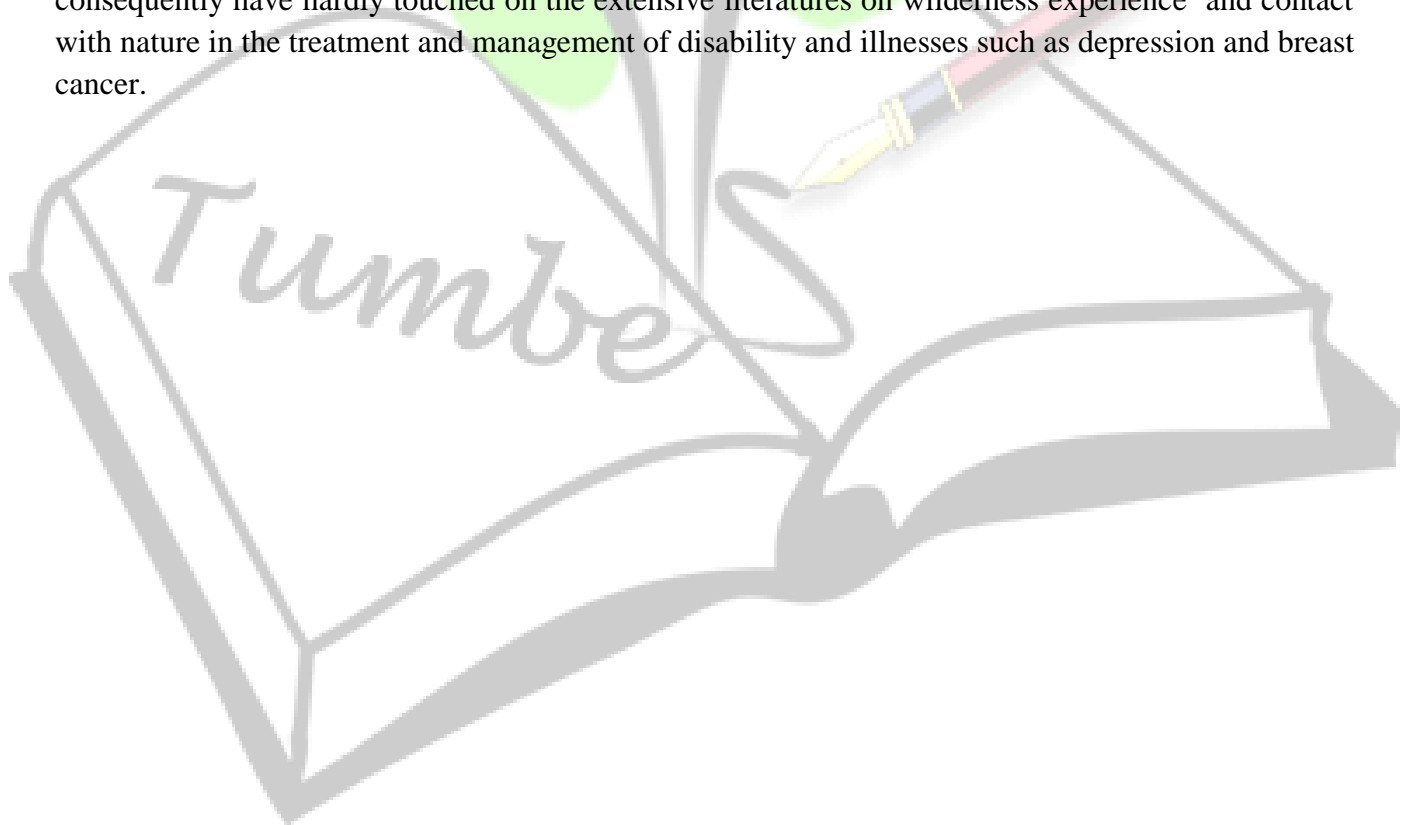 consequently have hardly touched on the extensive literatures on wilderness experience and contact
with nature in the treatment and management of disability and illnesses such as depression and breast
cancer.
Tumbe